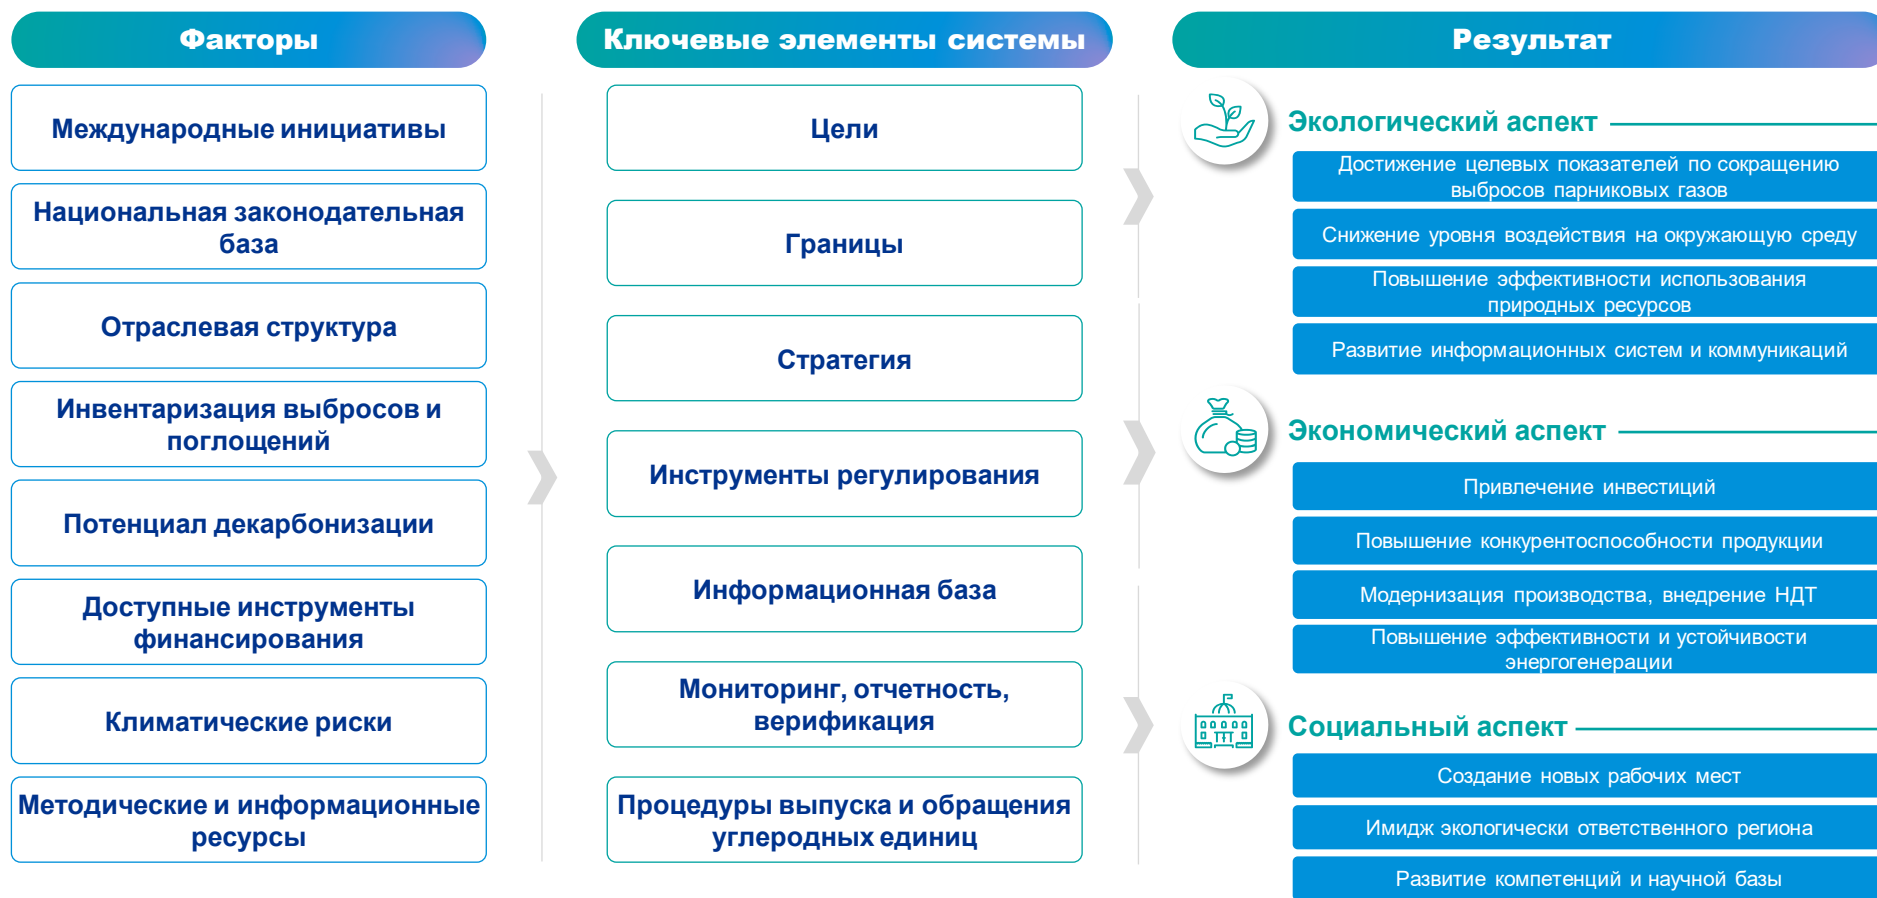 Факторы
Международные инициативы
Национальная законодательная
база
Отраслевая структура
Инвентаризация выбросов и
поглощений
Потенциал декарбонизации
Доступные инструменты
финансирования
Климатические риски
Методические и информационные
ресурсы
Ключевые элементы системы
Цели
Границы
Стратегия
Инструменты регулирования
Информационная база
Мониторинг, отчетность,
верификация
Процедуры выпуска и обращения
углеродных единиц
Результат
Экологический аспект
Достижение целевых показателей по сокращению
выбросов парниковых газов
Снижение уровня воздействия на окружающую среду
Повышение эффективности использования
природных ресурсов
Развитие информационных систем и коммуникаций
Экономический аспект
Привлечение инвестиций
Повышение конкурентоспособности продукции
Модернизация производства, внедрение НДТ
Повышение эффективности и устойчивости
энергогенерации
Социальный аспект
Создание новых рабочих мест
Имидж экологически ответственного региона
Развитие компетенций и научной базы